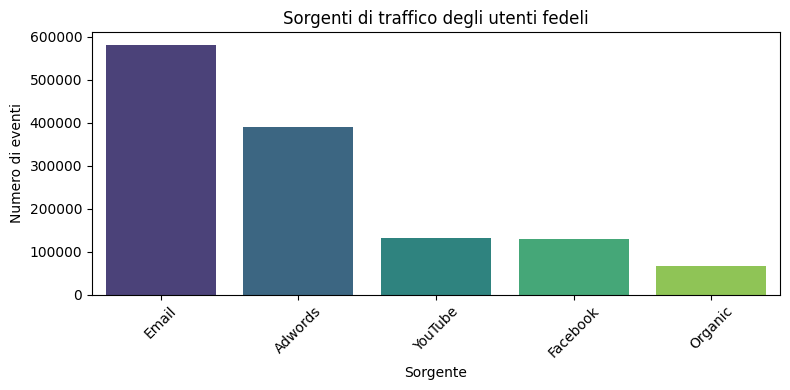 Sorgenti di traffico degli utenti fedeli
Numero di eventi
600000
500000
400000
300000
200000
100000
0
Email
Adwords
YouTube
Facebook
Organic
Sorgente